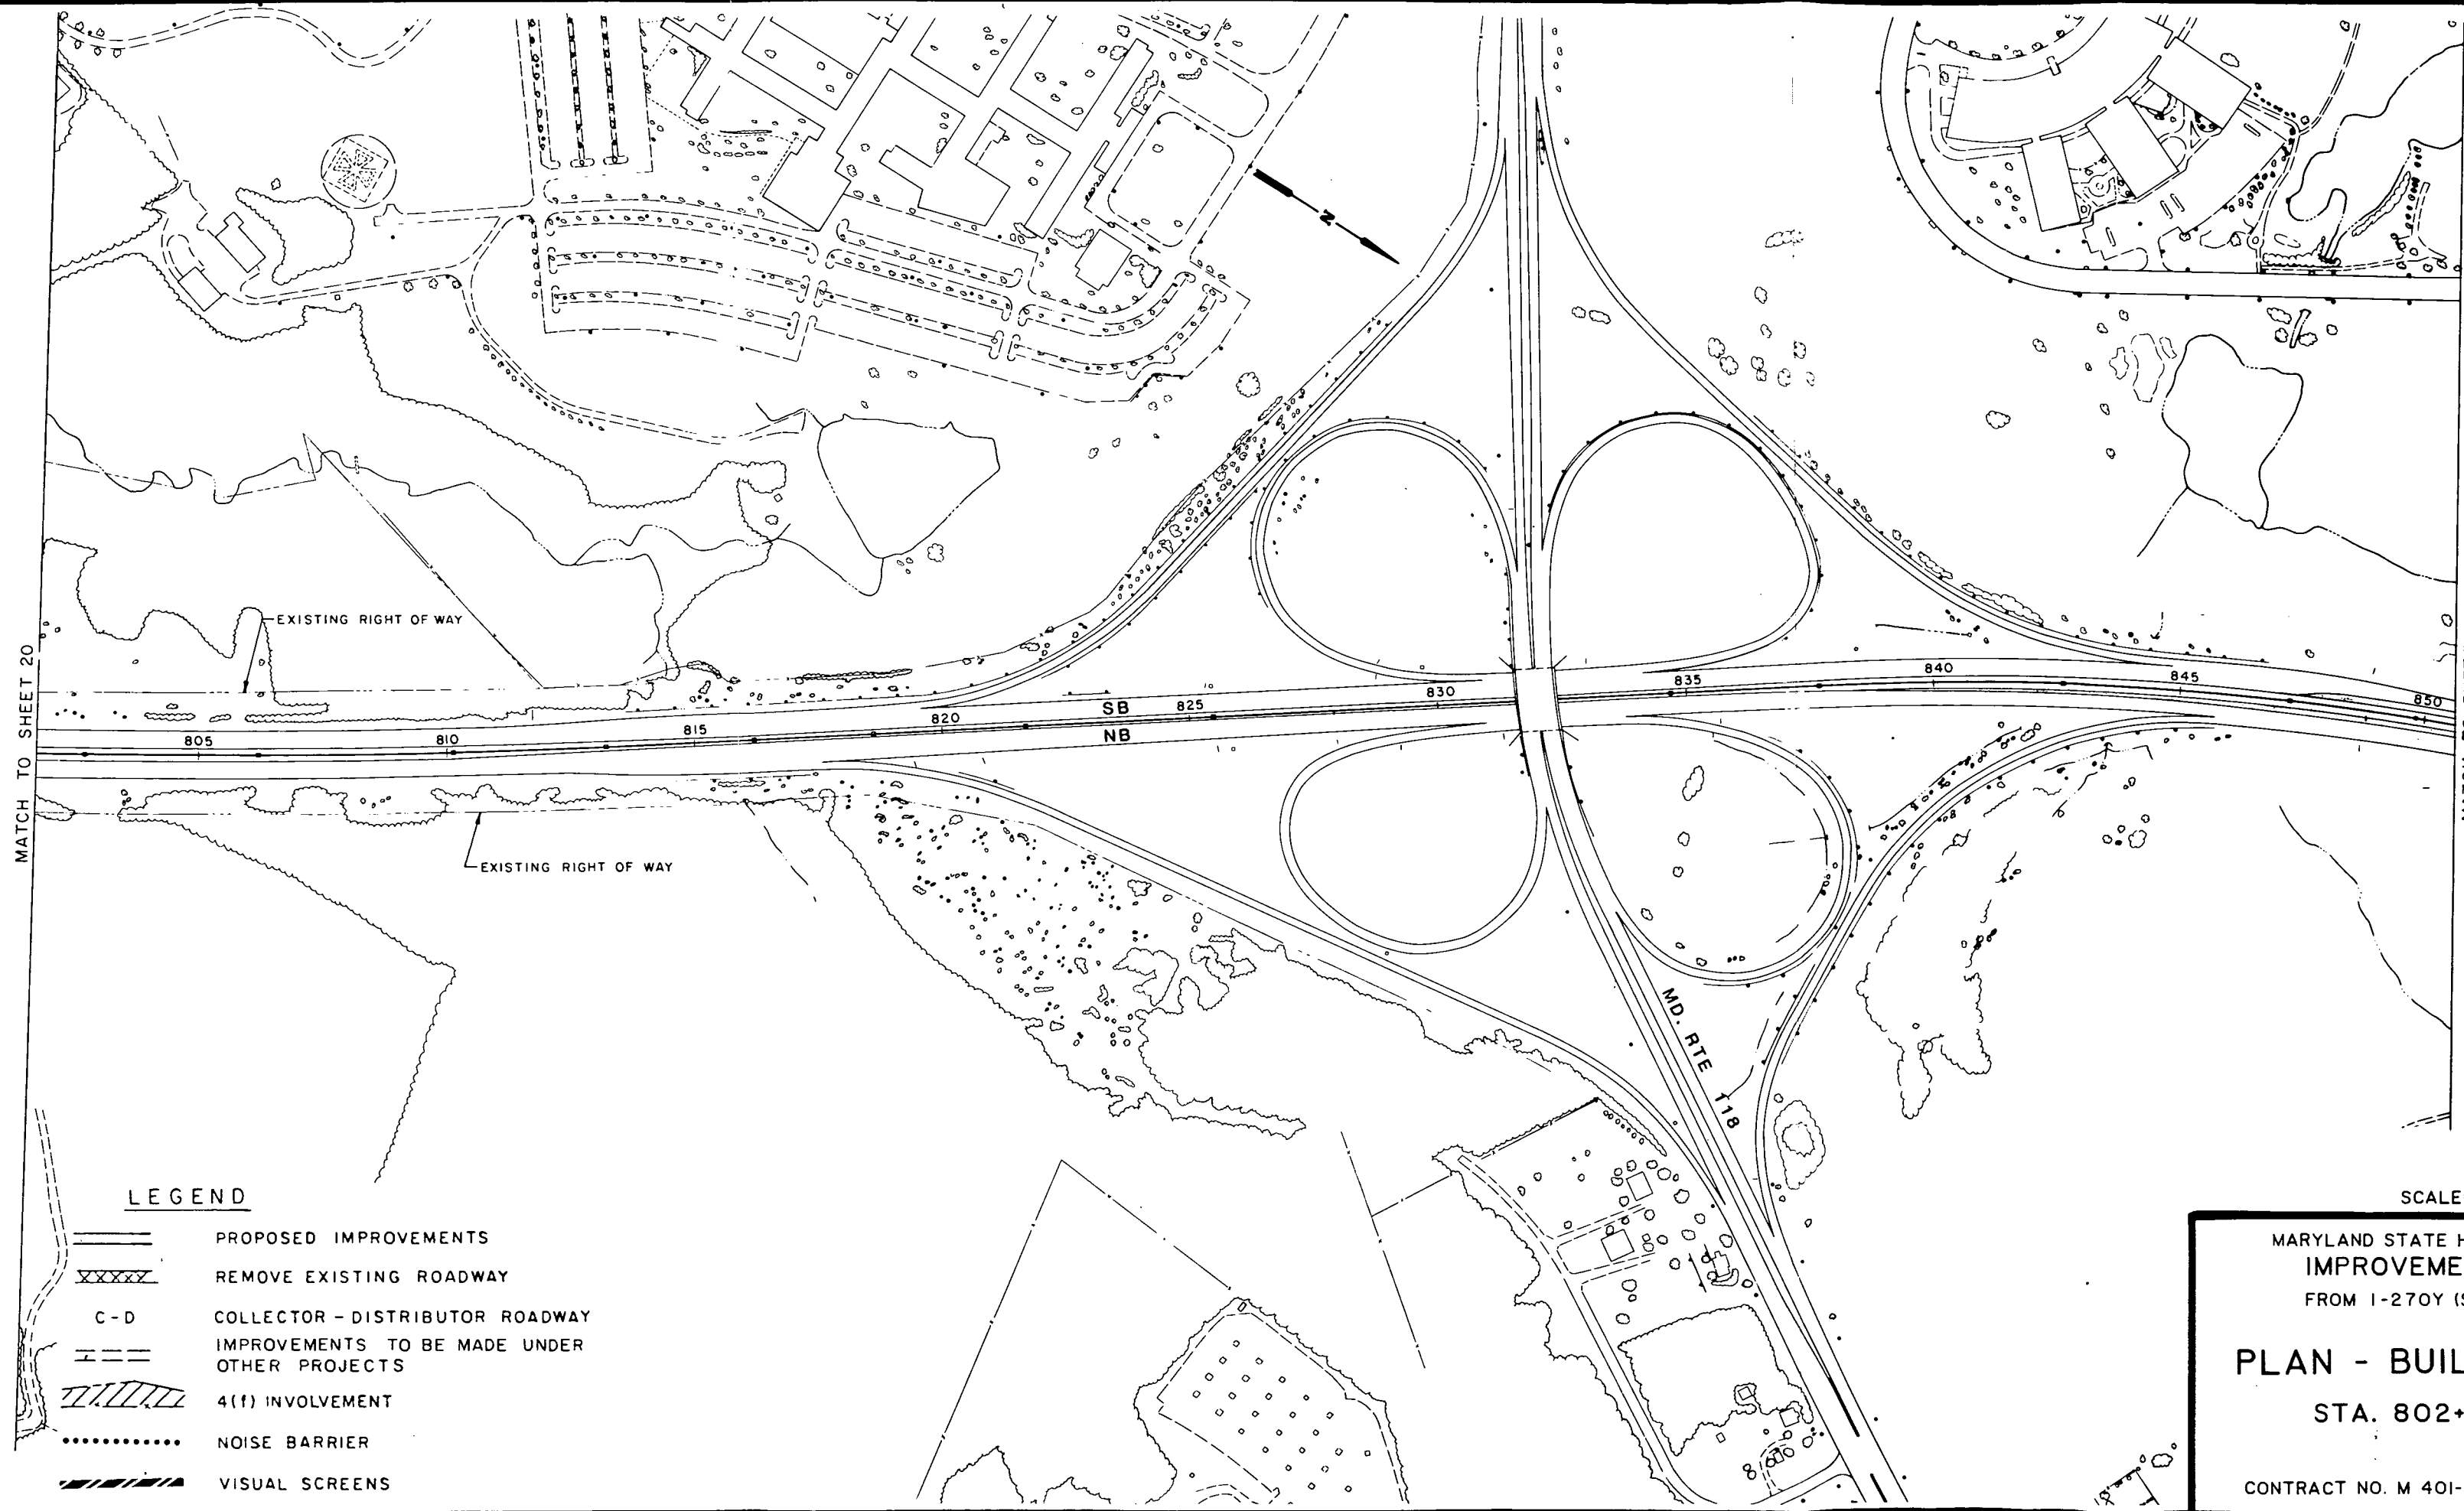 N
EXISTING RIGHT OF WAY
MATCH TO SHEET 20
805
810
815
820
825
830
835
840
845
850
SB
NB
EXISTING RIGHT OF WAY
MD. RTE 118
LEGEND
PROPOSED IMPROVEMENTS
REMOVE EXISTING ROADWAY
C-D COLLECTOR-DISTRIBUTOR ROADWAY
IMPROVEMENTS TO BE MADE UNDER
OTHER PROJECTS
4(f) INVOLVEMENT
NOISE BARRIER
VISUAL SCREENS
SCALE
MARYLAND STATE
FROM I-270Y
PLAN -
STA. 802+
CONTRACT NO. M 401-